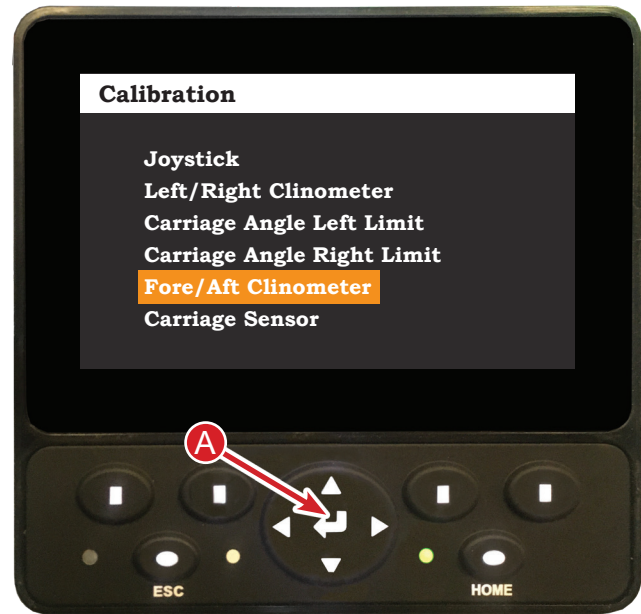 Calibration
Joystick
Left/Right Clinometer
Carriage Angle Left Limit
Carriage Angle Right Limit
Fore/Aft Clinometer
Carriage Sensor
A
ESC
HOME